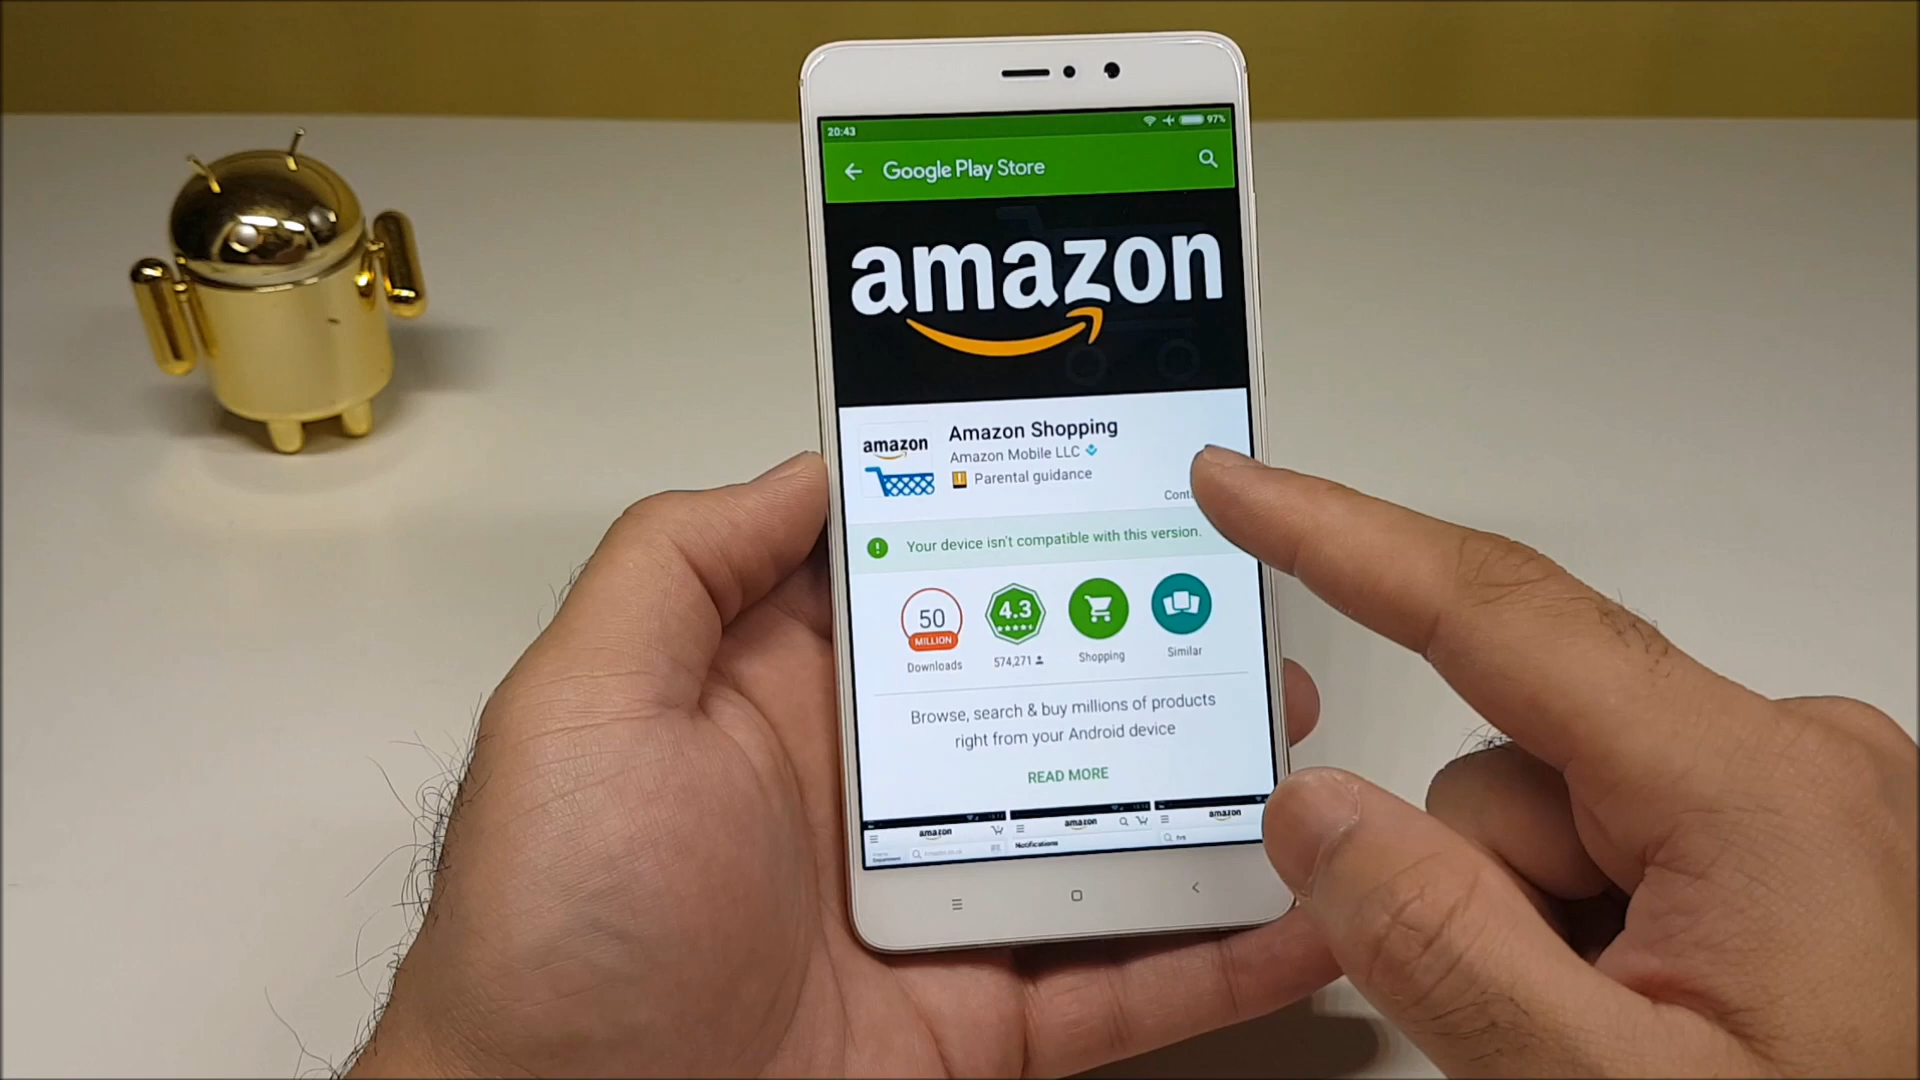 20:43
97%
Google Play Store
amazon
amazon
Amazon Shopping
Amazon Mobile LLC
Parental guidance
Your device isn't compatible with this version.
50
MILLION
Downloads
4.3
574,271
Shopping
Similar
Browse, search & buy millions of products
right from your Android device
READ MORE
amazon
amazon
Notifications
amazon